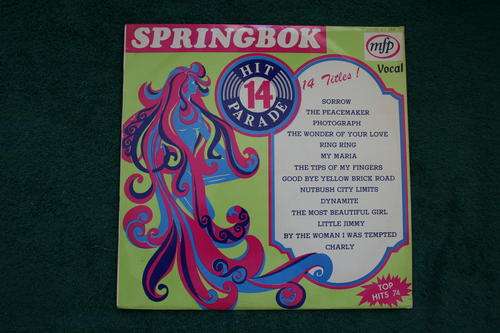 SPRINGBOK
HIT
14
PARADE
mfp
Vocal
14 Titles!
SORROW
THE PEACEMAKER
PHOTOGRAPH
THE WONDER OF YOUR LOVE
RING RING
MY MARIA
THE TIPS OF MY FINGERS
GOOD BYE YELLOW BRICK ROAD
NUTBUSH CITY LIMITS
DYNAMITE
THE MOST BEAUTIFUL GIRL
LITTLE JIMMY
BY THE WOMAN I WAS TEMPTED
CHARLY
TOP
HITS 74